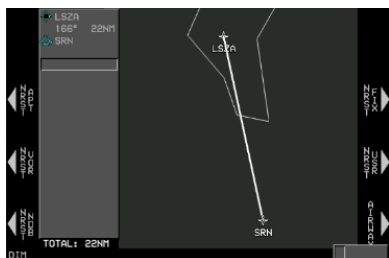 LSZA
166° 22NM
SRN
LSZA
SRN
NRST APT
NRST VOR
NRST NDB
NRST FIX
NRST USR
AIRWAY
TOTAL: 22NM
DIM